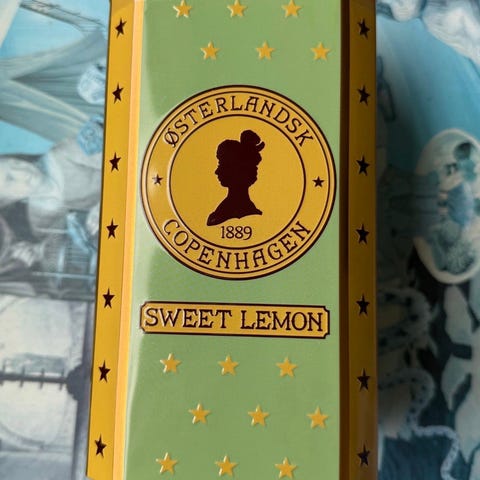 ØSTERLANDSK
1889
COPENHAGEN
SWEET LEMON